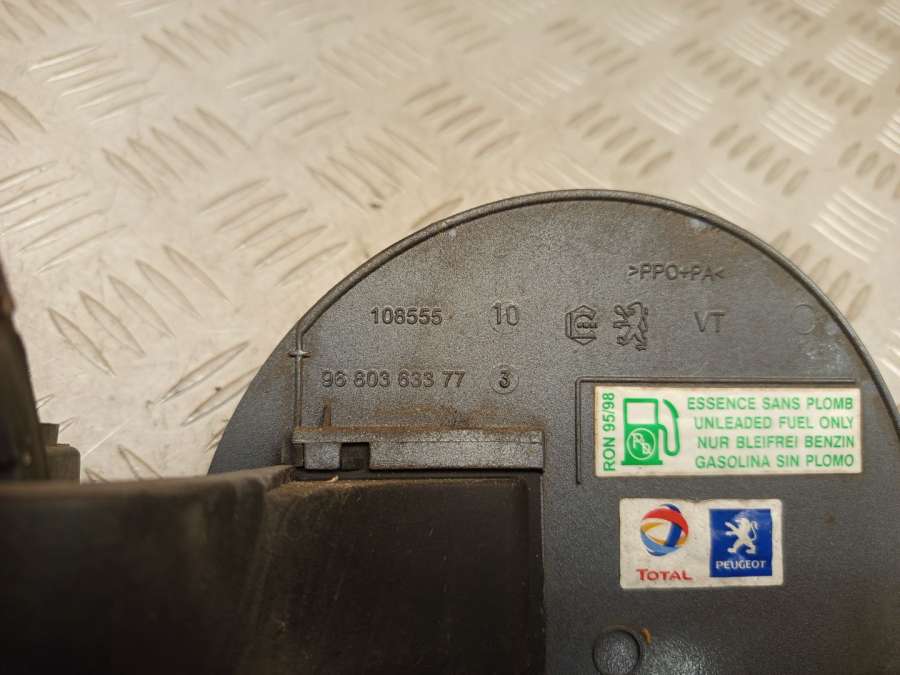 >PPO+PA<
108555 10 VT
96 803 633 77 3
RON 95/98
ESSENCE SANS PLOMB
UNLEADED FUEL ONLY
NUR BLEIFREI BENZIN
GASOLINA SIN PLOMO
TOTAL
PEUGEOT